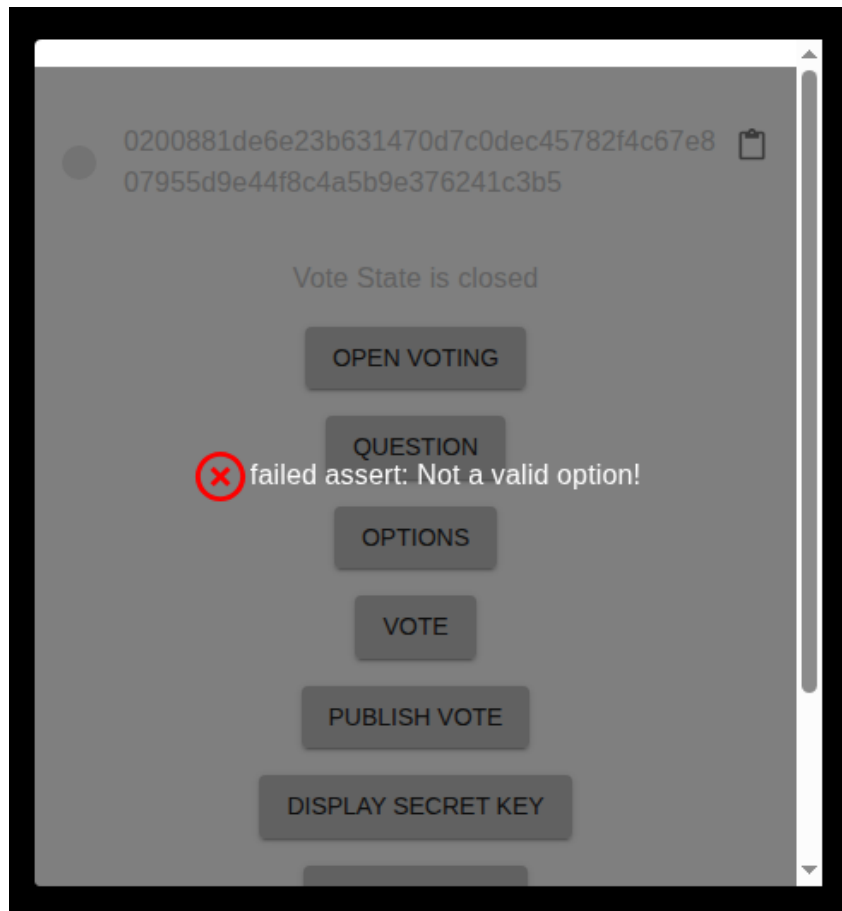 0200881de6e23b631470d7c0dec45782f4c67e8
07955d9e44f8c4a5b9e376241c3b5
Vote State is closed
OPEN VOTING
QUESTION
failed assert: Not a valid option!
OPTIONS
VOTE
PUBLISH VOTE
DISPLAY SECRET KEY